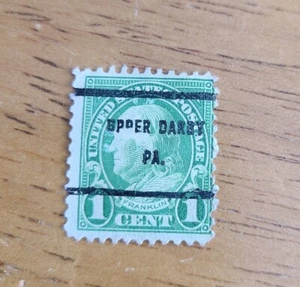 UNITED STATES POSTAGE
UPPER DARBY
PA.
FRANKLIN
1 1
CENT